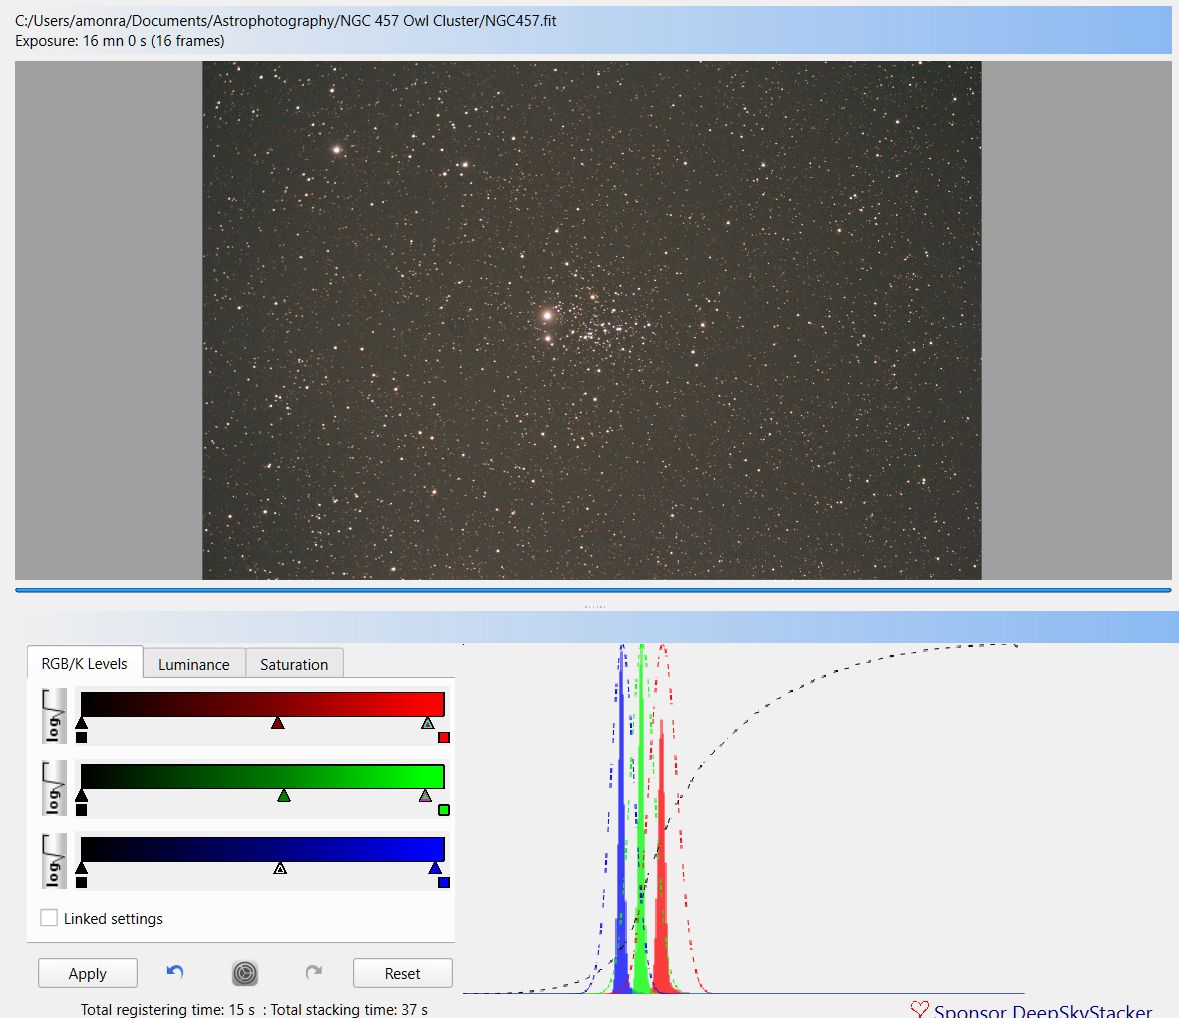 C:/Users/amonra/Documents/Astrophotography/NGC 457 Owl Cluster/NGC457.fit
Exposure: 16 mn 0 s (16 frames)
RGB/K Levels Luminance Saturation
log√
log√
log√
Linked settings
Apply Reset
Total registering time: 15 s : Total stacking time: 37 s
Sponsor DeepSkyStacker